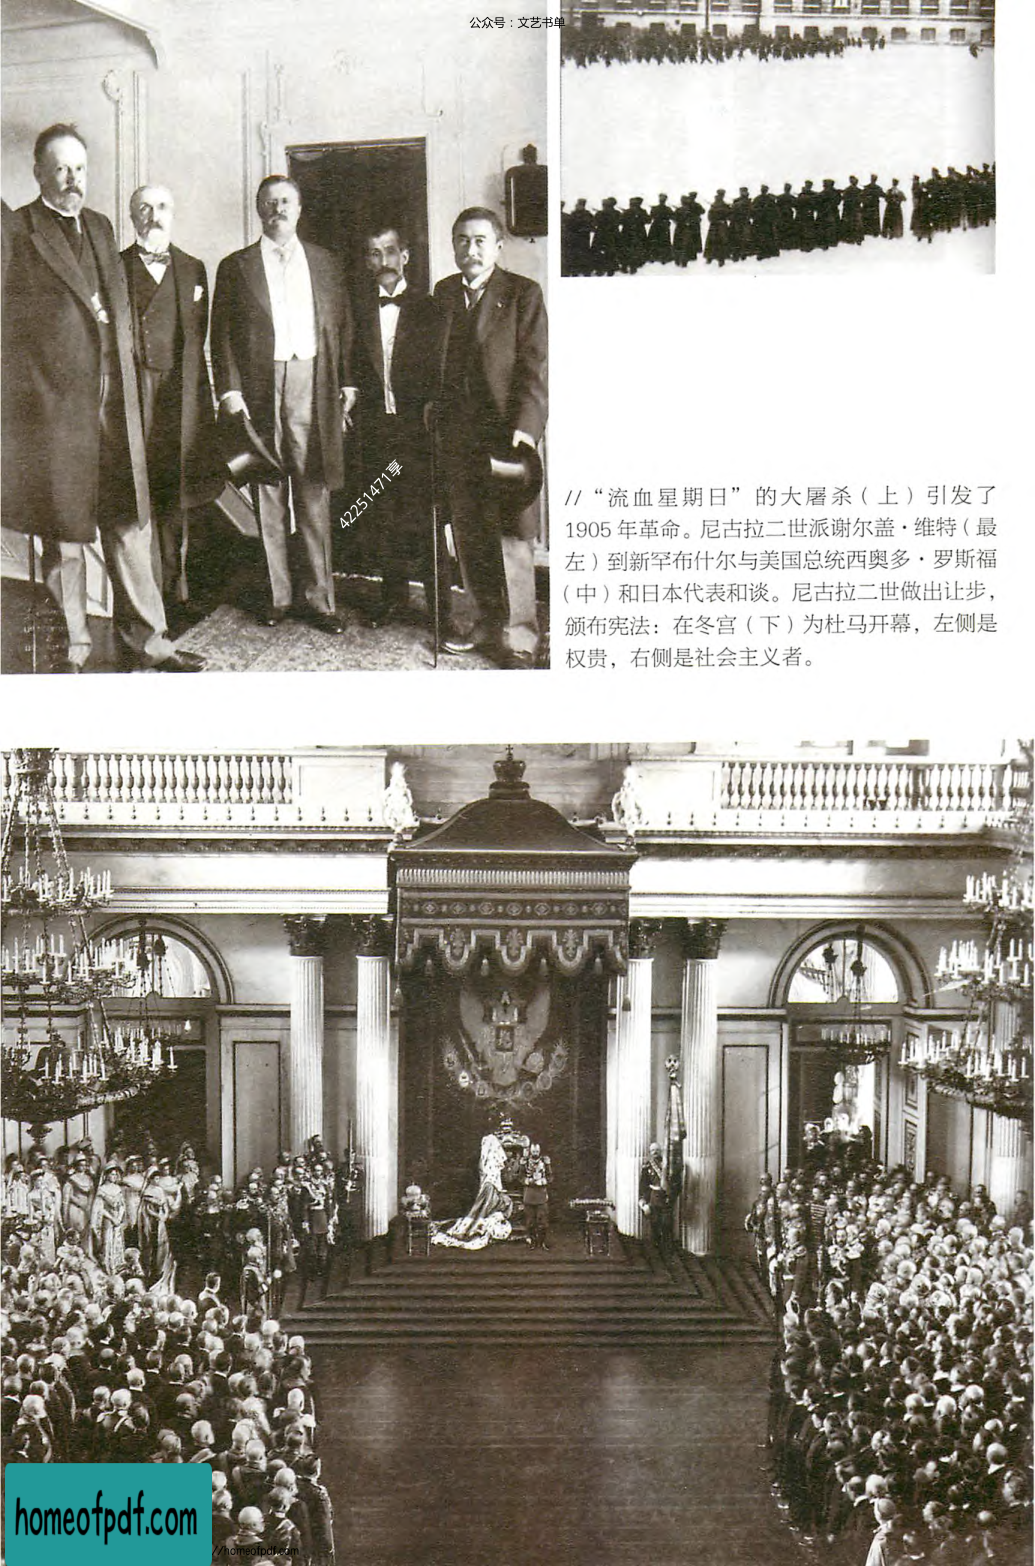 公众号：文艺书单
42251471享
// “流血星期日”的大屠杀（上）引发了
1905 年革命。尼古拉二世派谢尔盖·维特（最
左）到新罕布什尔与美国总统西奥多·罗斯福
（中）和日本代表和谈。尼古拉二世做出让步，
颁布宪法：在冬宫（下）为杜马开幕，左侧是
权贵，右侧是社会主义者。
homeofpdf.com
//homeofpdf.com